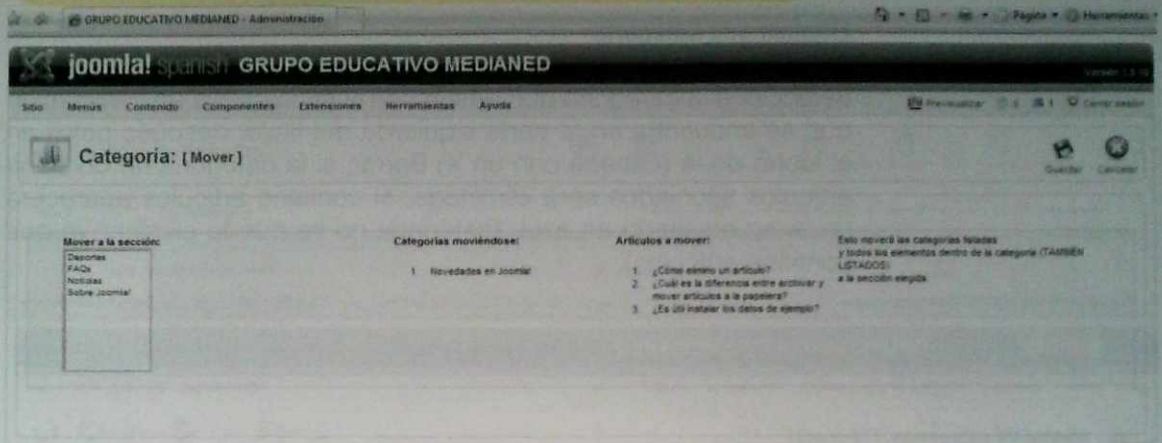 GRUPO EDUCATIVO MEDIANED - Administración
Página Herramientas
joomla! spanish GRUPO EDUCATIVO MEDIANED
Sitio Menús Contenido Componentes Extensiones Herramientas Ayuda Previsualizar 0 1 Cerrar sesión
Categoría: [ Mover ]
Guardar Cancelar
Mover a la sección: Categorías moviéndose: Artículos a mover: Esto moverá las categorías listadas
y todos los elementos dentro de la categoría (TAMBIÉN
LISTADOS)
a la sección elegida.
Deportes
FAQs
Noticias
Sobre Joomla!
1. Novedades en Joomla!
1. ¿Cómo elimino un artículo?
2. ¿Cuál es la diferencia entre archivar y
mover artículos a la papelera?
3. ¿Es útil instalar los datos de ejemplo?